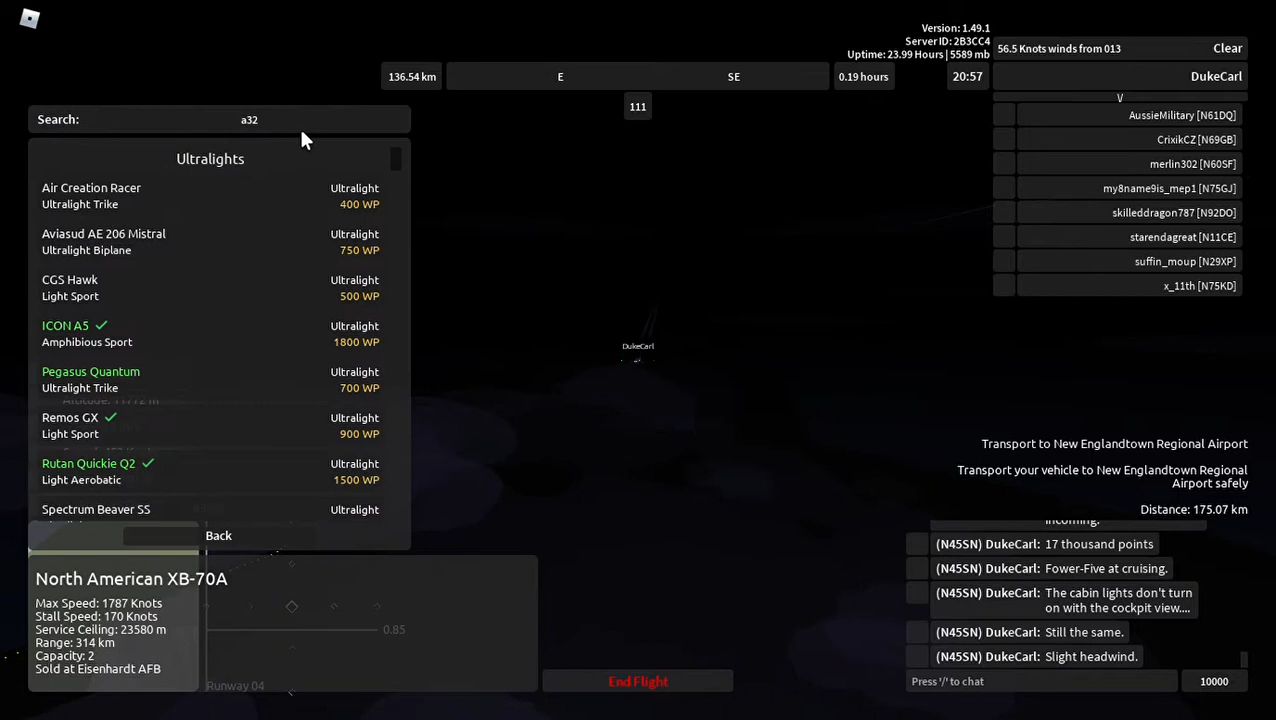 Version: 1.49.1
Server ID: 2B3CC4
Uptime: 23.99 Hours | 5589 mb
56.5 Knots winds from 013 Clear
136.54 km
E SE
0.19 hours
20:57
DukeCarl
V
111
AussieMilitary [N61DQ]
CrixikCZ [N69GB]
merlin302 [N60SF]
my8name9is_mep1 [N75GJ]
skilleddragon787 [N92DO]
starendagreat [N11CE]
suffin_moup [N29XP]
x_11th [N75KD]
Search: a32
Ultralights
Air Creation Racer Ultralight
Ultralight Trike 400 WP
Aviasud AE 206 Mistral Ultralight
Ultralight Biplane 750 WP
CGS Hawk Ultralight
Light Sport 500 WP
ICON A5 ✓ Ultralight
Amphibious Sport 1800 WP
Pegasus Quantum Ultralight
Ultralight Trike 700 WP
Remos GX ✓ Ultralight
Light Sport 900 WP
Rutan Quickie Q2 ✓ Ultralight
Light Aerobatic 1500 WP
Spectrum Beaver SS Ultralight
Back
DukeCarl
North American XB-70A
Max Speed: 1787 Knots
Stall Speed: 170 Knots
Service Ceiling: 23580 m
Range: 314 km
Capacity: 2
Sold at Eisenhardt AFB
0.85
Runway 04
End Flight
Transport to New Englandtown Regional Airport
Transport your vehicle to New Englandtown Regional
Airport safely
Distance: 175.07 km
incoming.
(N45SN) DukeCarl: 17 thousand points
(N45SN) DukeCarl: Fower-Five at cruising.
(N45SN) DukeCarl: The cabin lights don't turn
on with the cockpit view....
(N45SN) DukeCarl: Still the same.
(N45SN) DukeCarl: Slight headwind.
Press '/' to chat
10000